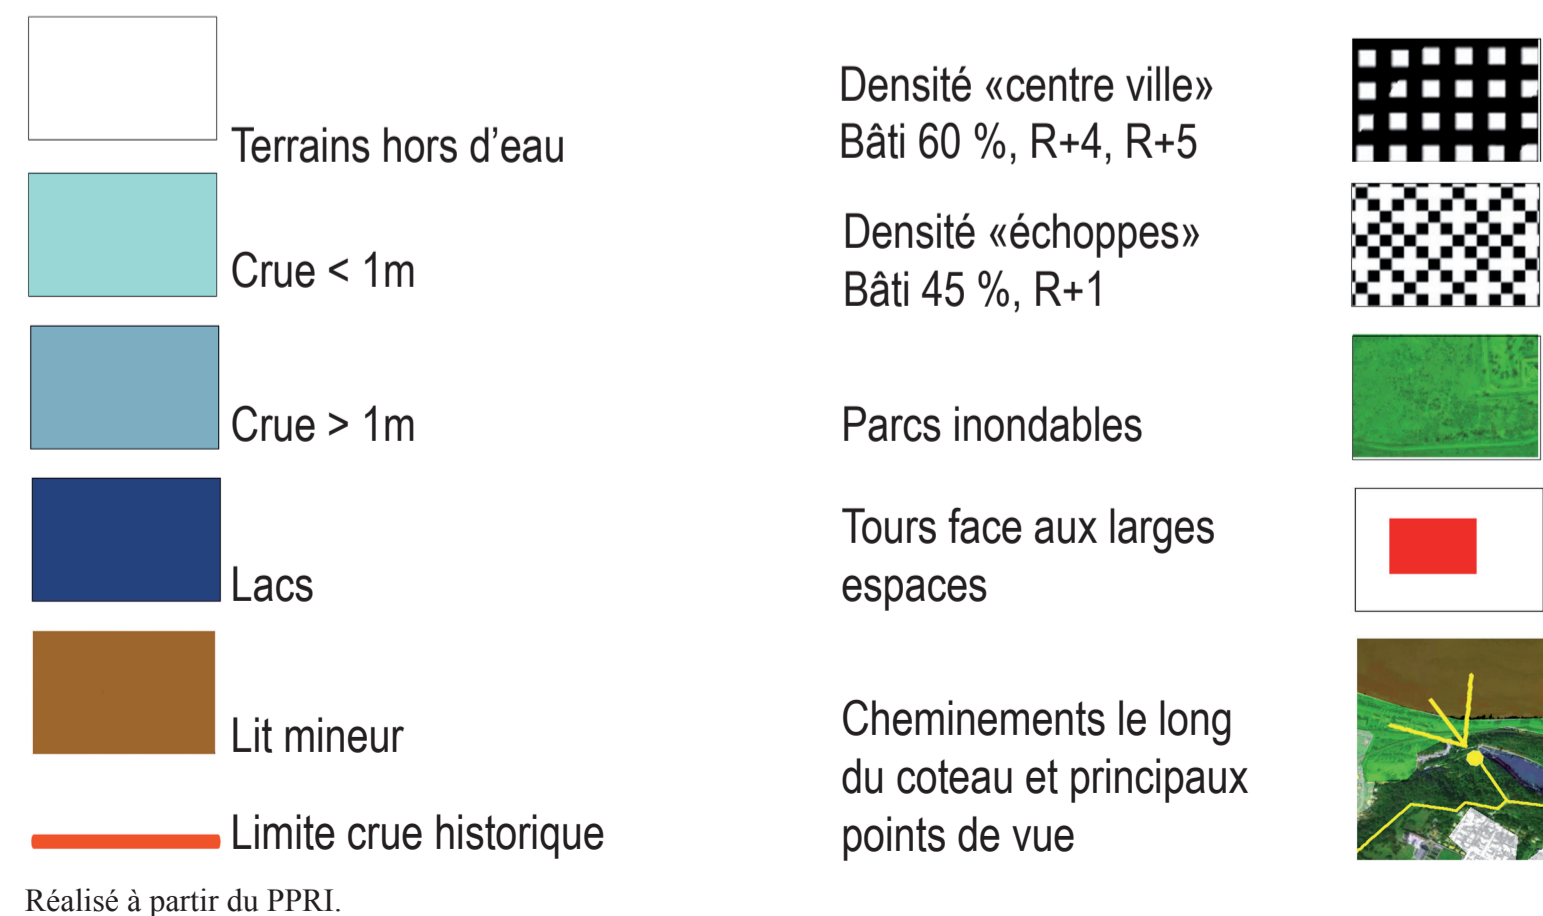 Terrains hors d’eau
Crue < 1m
Crue > 1m
Lacs
Lit mineur
Limite crue historique
Réalisé à partir du PPRI.
Densité «centre ville»
Bâti 60 %, R+4, R+5
Densité «échoppes»
Bâti 45 %, R+1
Parcs inondables
Tours face aux larges
espaces
Cheminements le long
du coteau et principaux
points de vue